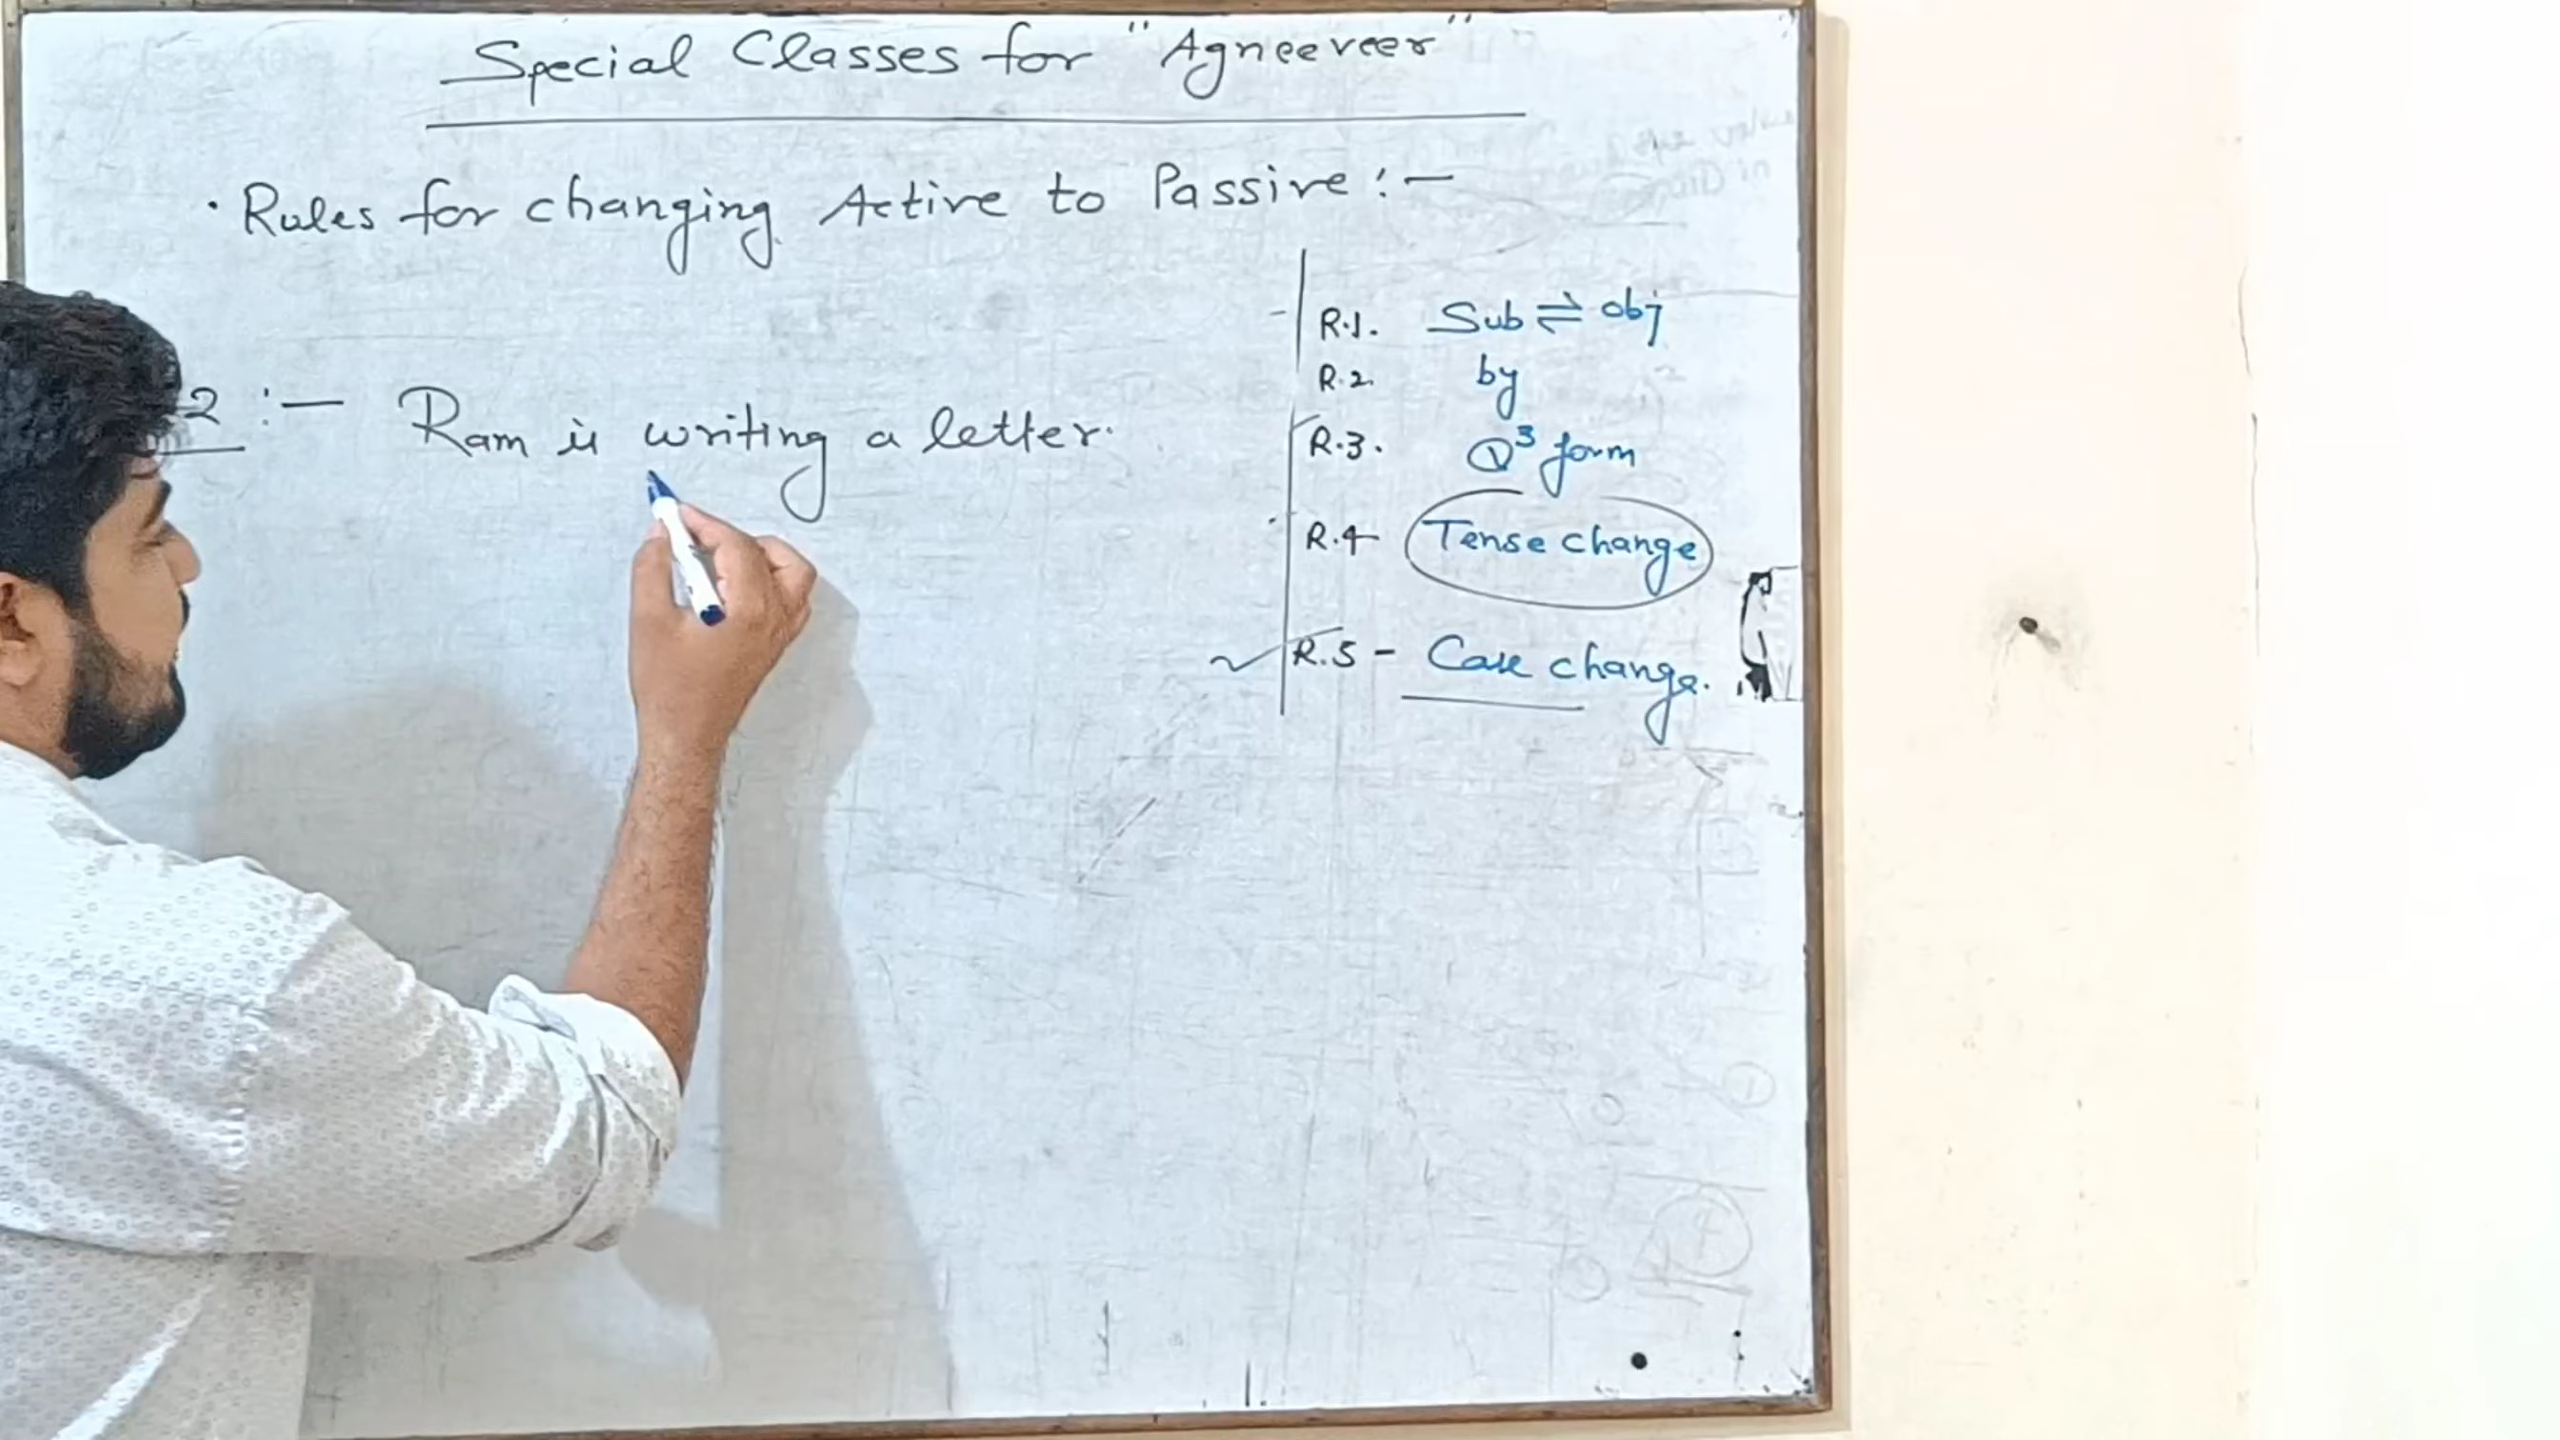 Special Classes for "Agneeveer"
• Rules for changing Active to Passive :-
R.1. Sub ⇌ obj
R.2. by
2 :- Ram is writing a letter.
R.3. V³ form
R.4 Tense change
R.5 - Case change.